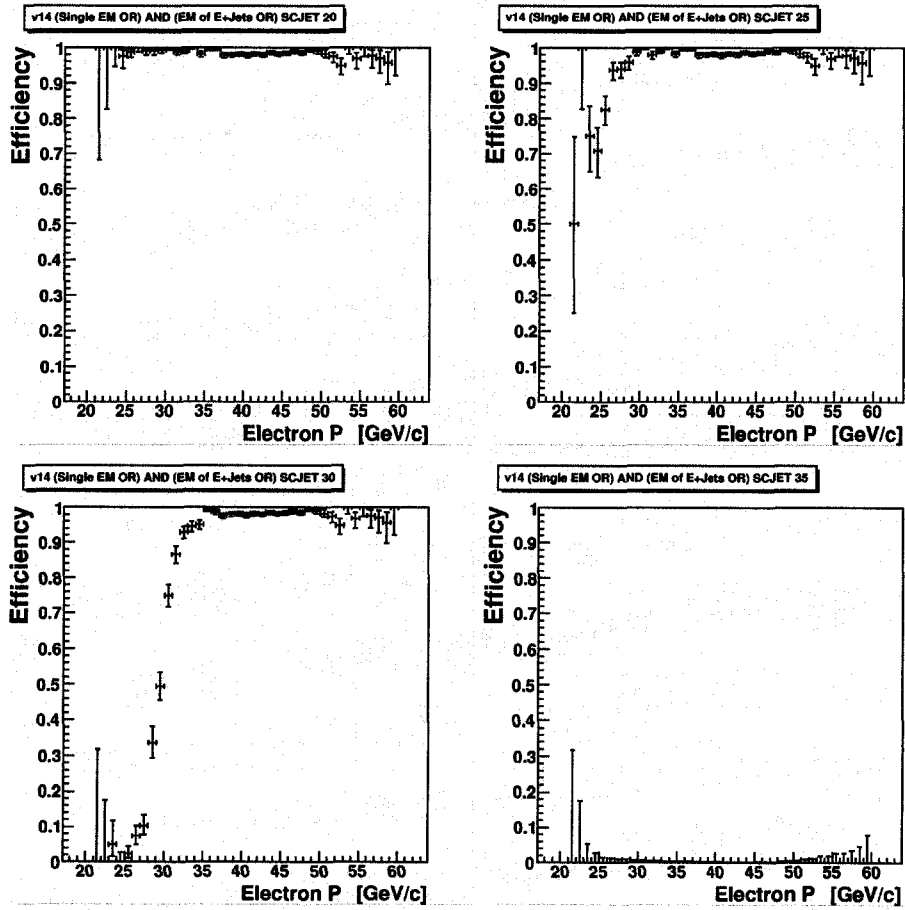 v14 (Single EM OR) AND (EM of E+Jets OR) SCJET 20
Efficiency
1
0.9
0.8
0.7
0.6
0.5
0.4
0.3
0.2
0.1
0
20 25 30 35 40 45 50 55 60
Electron P [GeV/c]
v14 (Single EM OR) AND (EM of E+Jets OR) SCJET 25
Efficiency
1
0.9
0.8
0.7
0.6
0.5
0.4
0.3
0.2
0.1
0
20 25 30 35 40 45 50 55 60
Electron P [GeV/c]
v14 (Single EM OR) AND (EM of E+Jets OR) SCJET 30
Efficiency
1
0.9
0.8
0.7
0.6
0.5
0.4
0.3
0.2
0.1
0
20 25 30 35 40 45 50 55 60
Electron P [GeV/c]
v14 (Single EM OR) AND (EM of E+Jets OR) SCJET 35
Efficiency
1
0.9
0.8
0.7
0.6
0.5
0.4
0.3
0.2
0.1
0
20 25 30 35 40 45 50 55 60
Electron P [GeV/c]